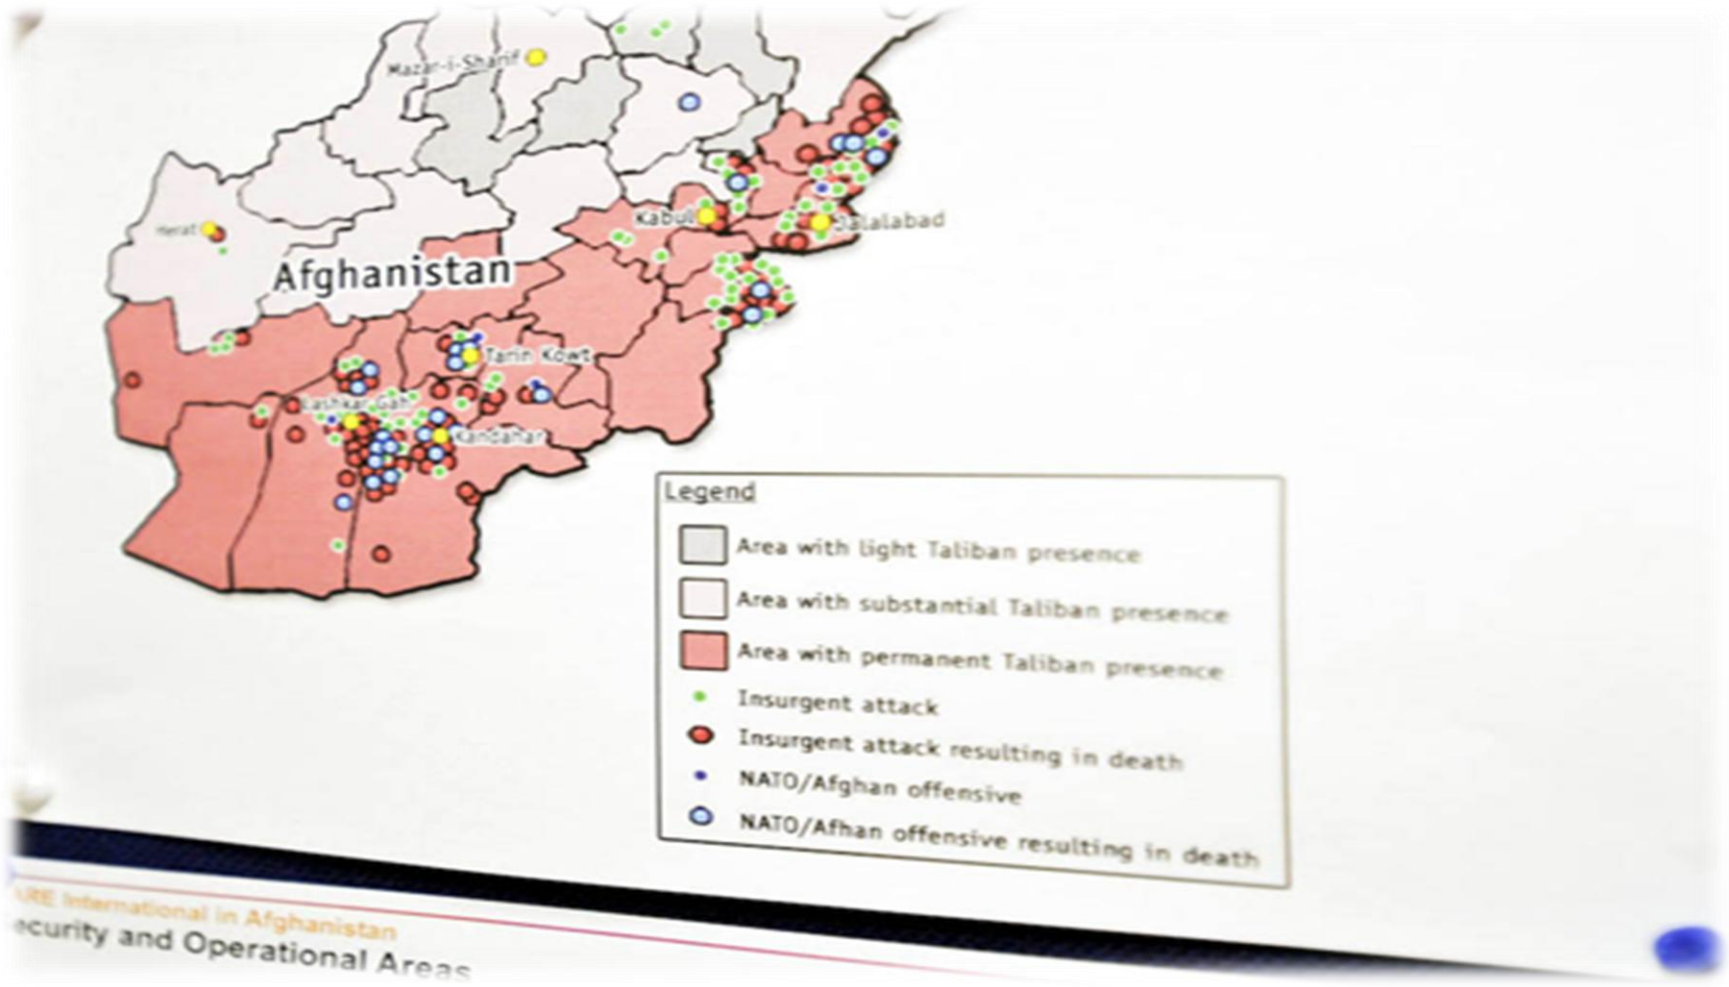 Mazar-i-Sharif
Herat
Kabul
Jalalabad
Afghanistan
Tarin Kowt
Lashkar Gah
Kandahar
Legend
Area with light Taliban presence
Area with substantial Taliban presence
Area with permanent Taliban presence
Insurgent attack
Insurgent attack resulting in death
NATO/Afghan offensive
NATO/Afhan offensive resulting in death
ARE International in Afghanistan
ecurity and Operational Areas